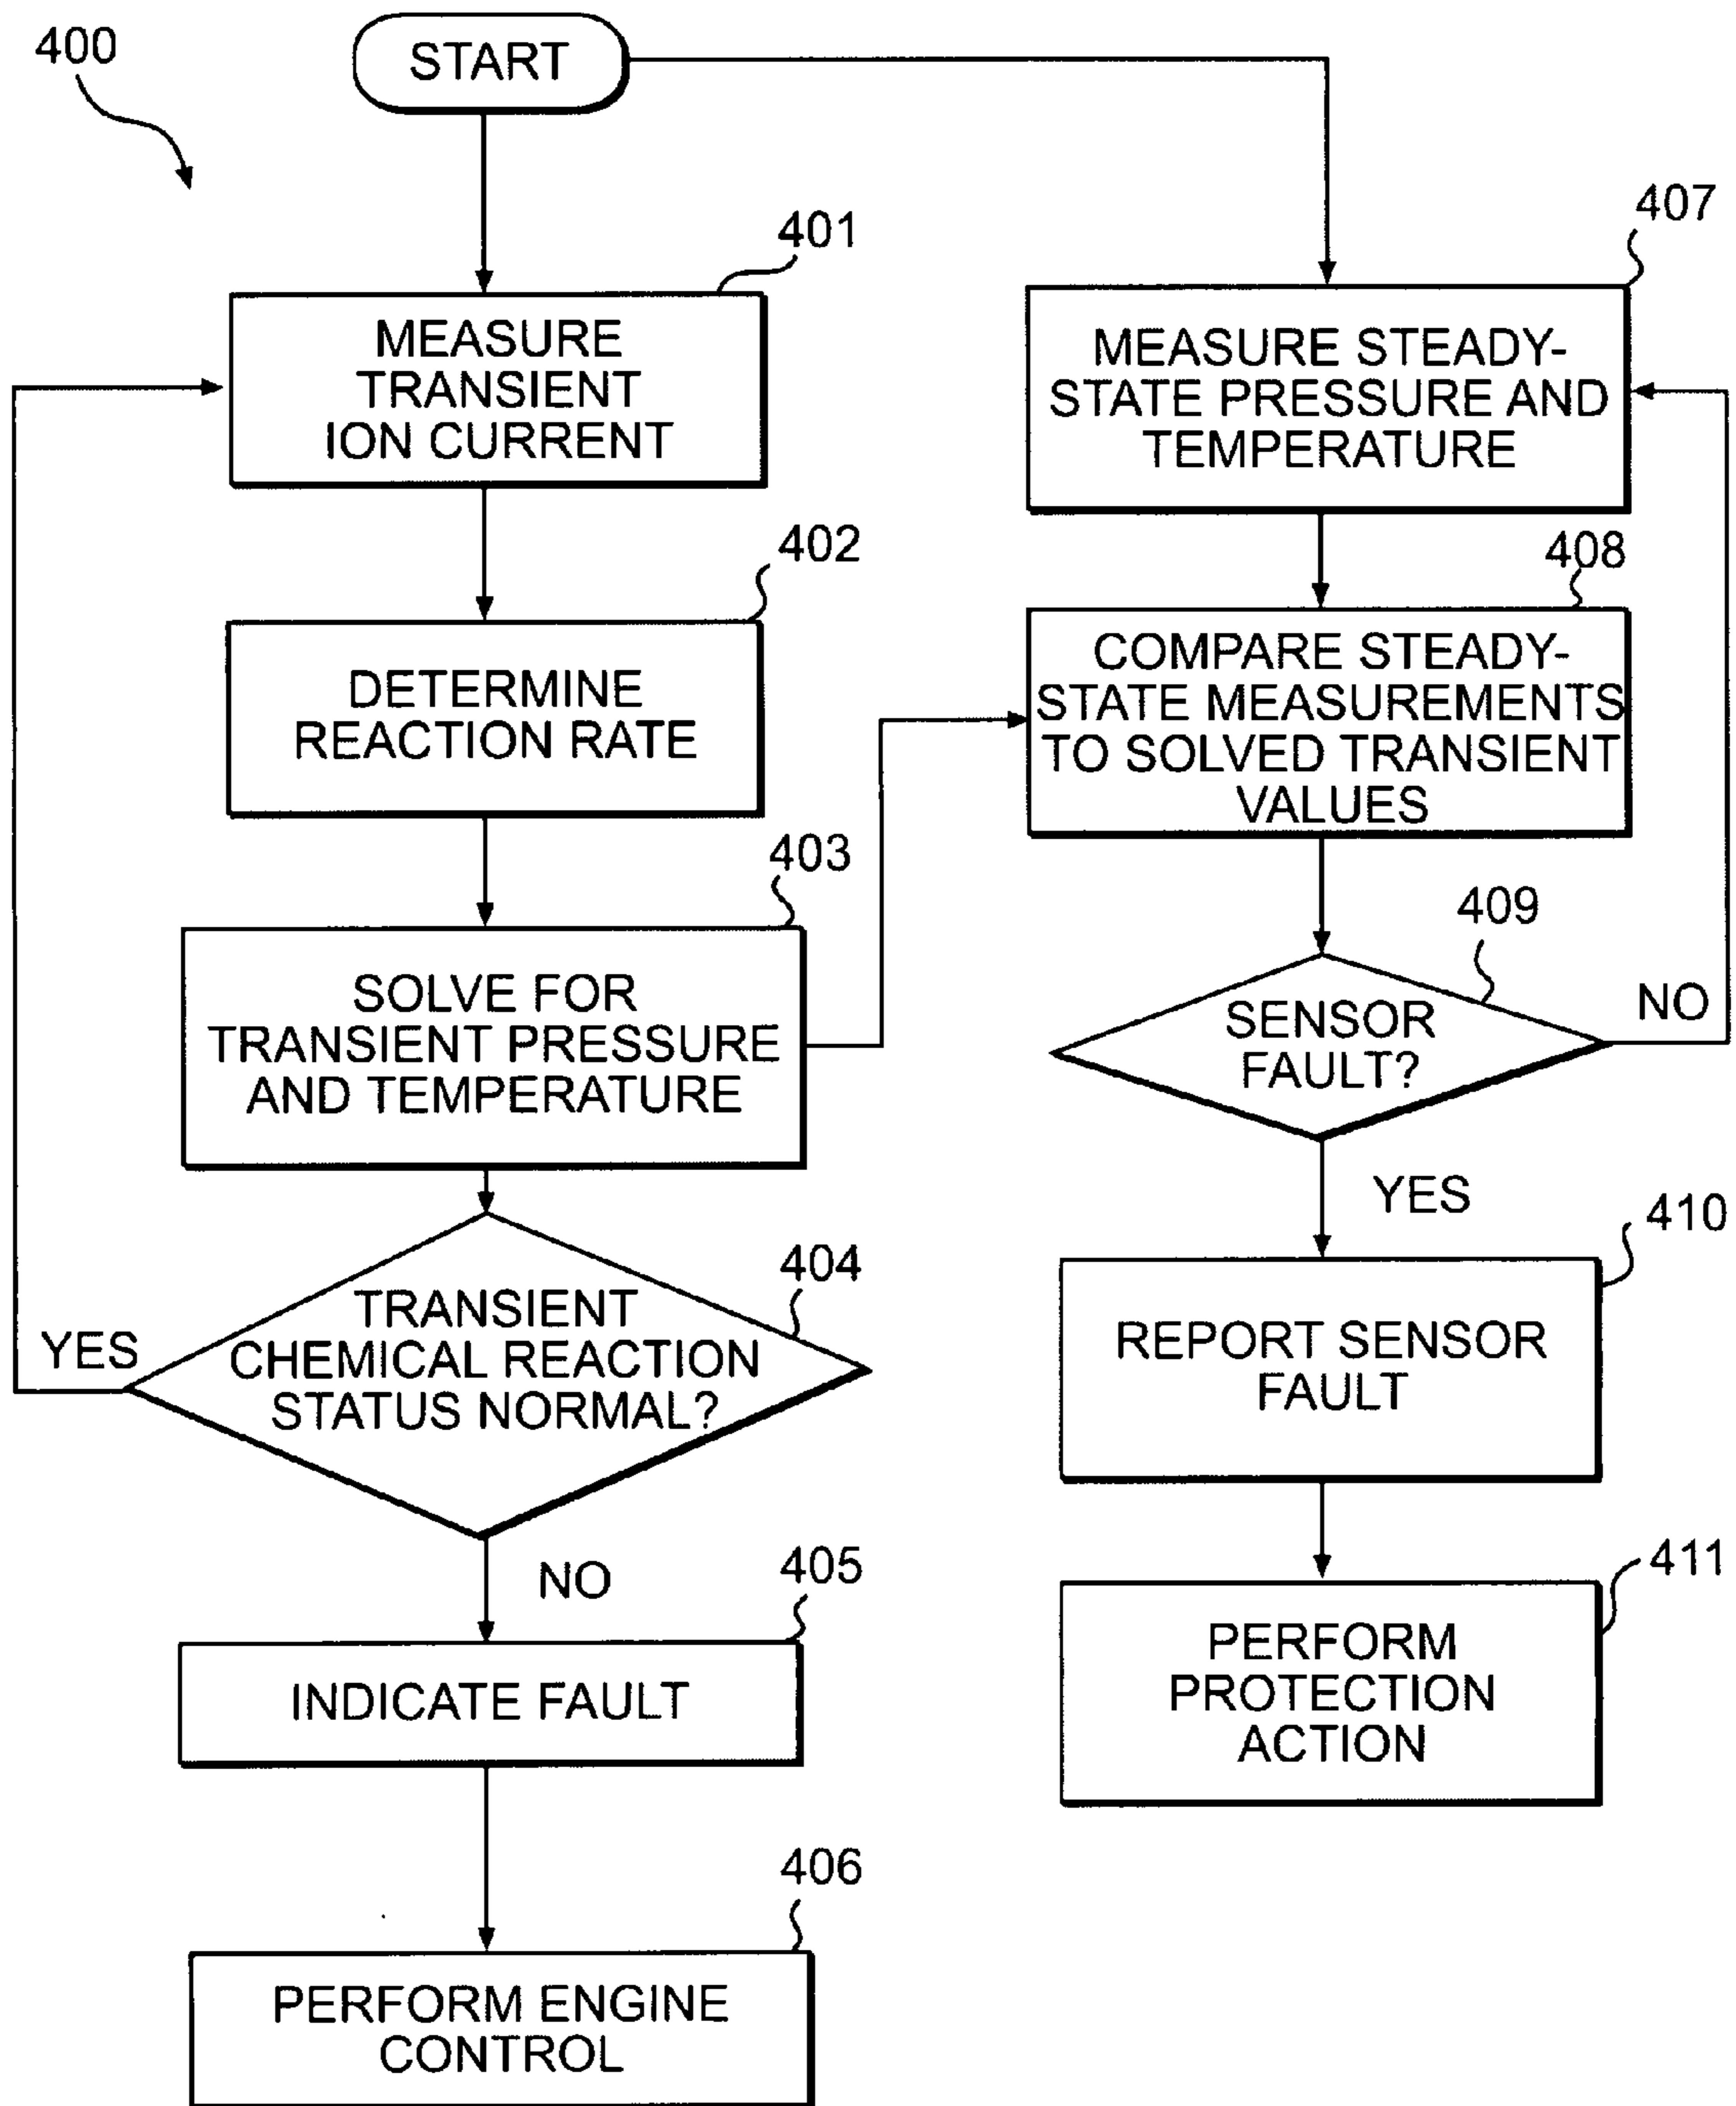 400
START
401
MEASURE
TRANSIENT
ION CURRENT
402
DETERMINE
REACTION RATE
403
SOLVE FOR
TRANSIENT PRESSURE
AND TEMPERATURE
404
TRANSIENT
CHEMICAL REACTION
STATUS NORMAL?
YES
NO
405
INDICATE FAULT
406
PERFORM ENGINE
CONTROL
407
MEASURE STEADY-
STATE PRESSURE AND
TEMPERATURE
408
COMPARE STEADY-
STATE MEASUREMENTS
TO SOLVED TRANSIENT
VALUES
409
SENSOR
FAULT?
NO
YES
410
REPORT SENSOR
FAULT
411
PERFORM
PROTECTION
ACTION